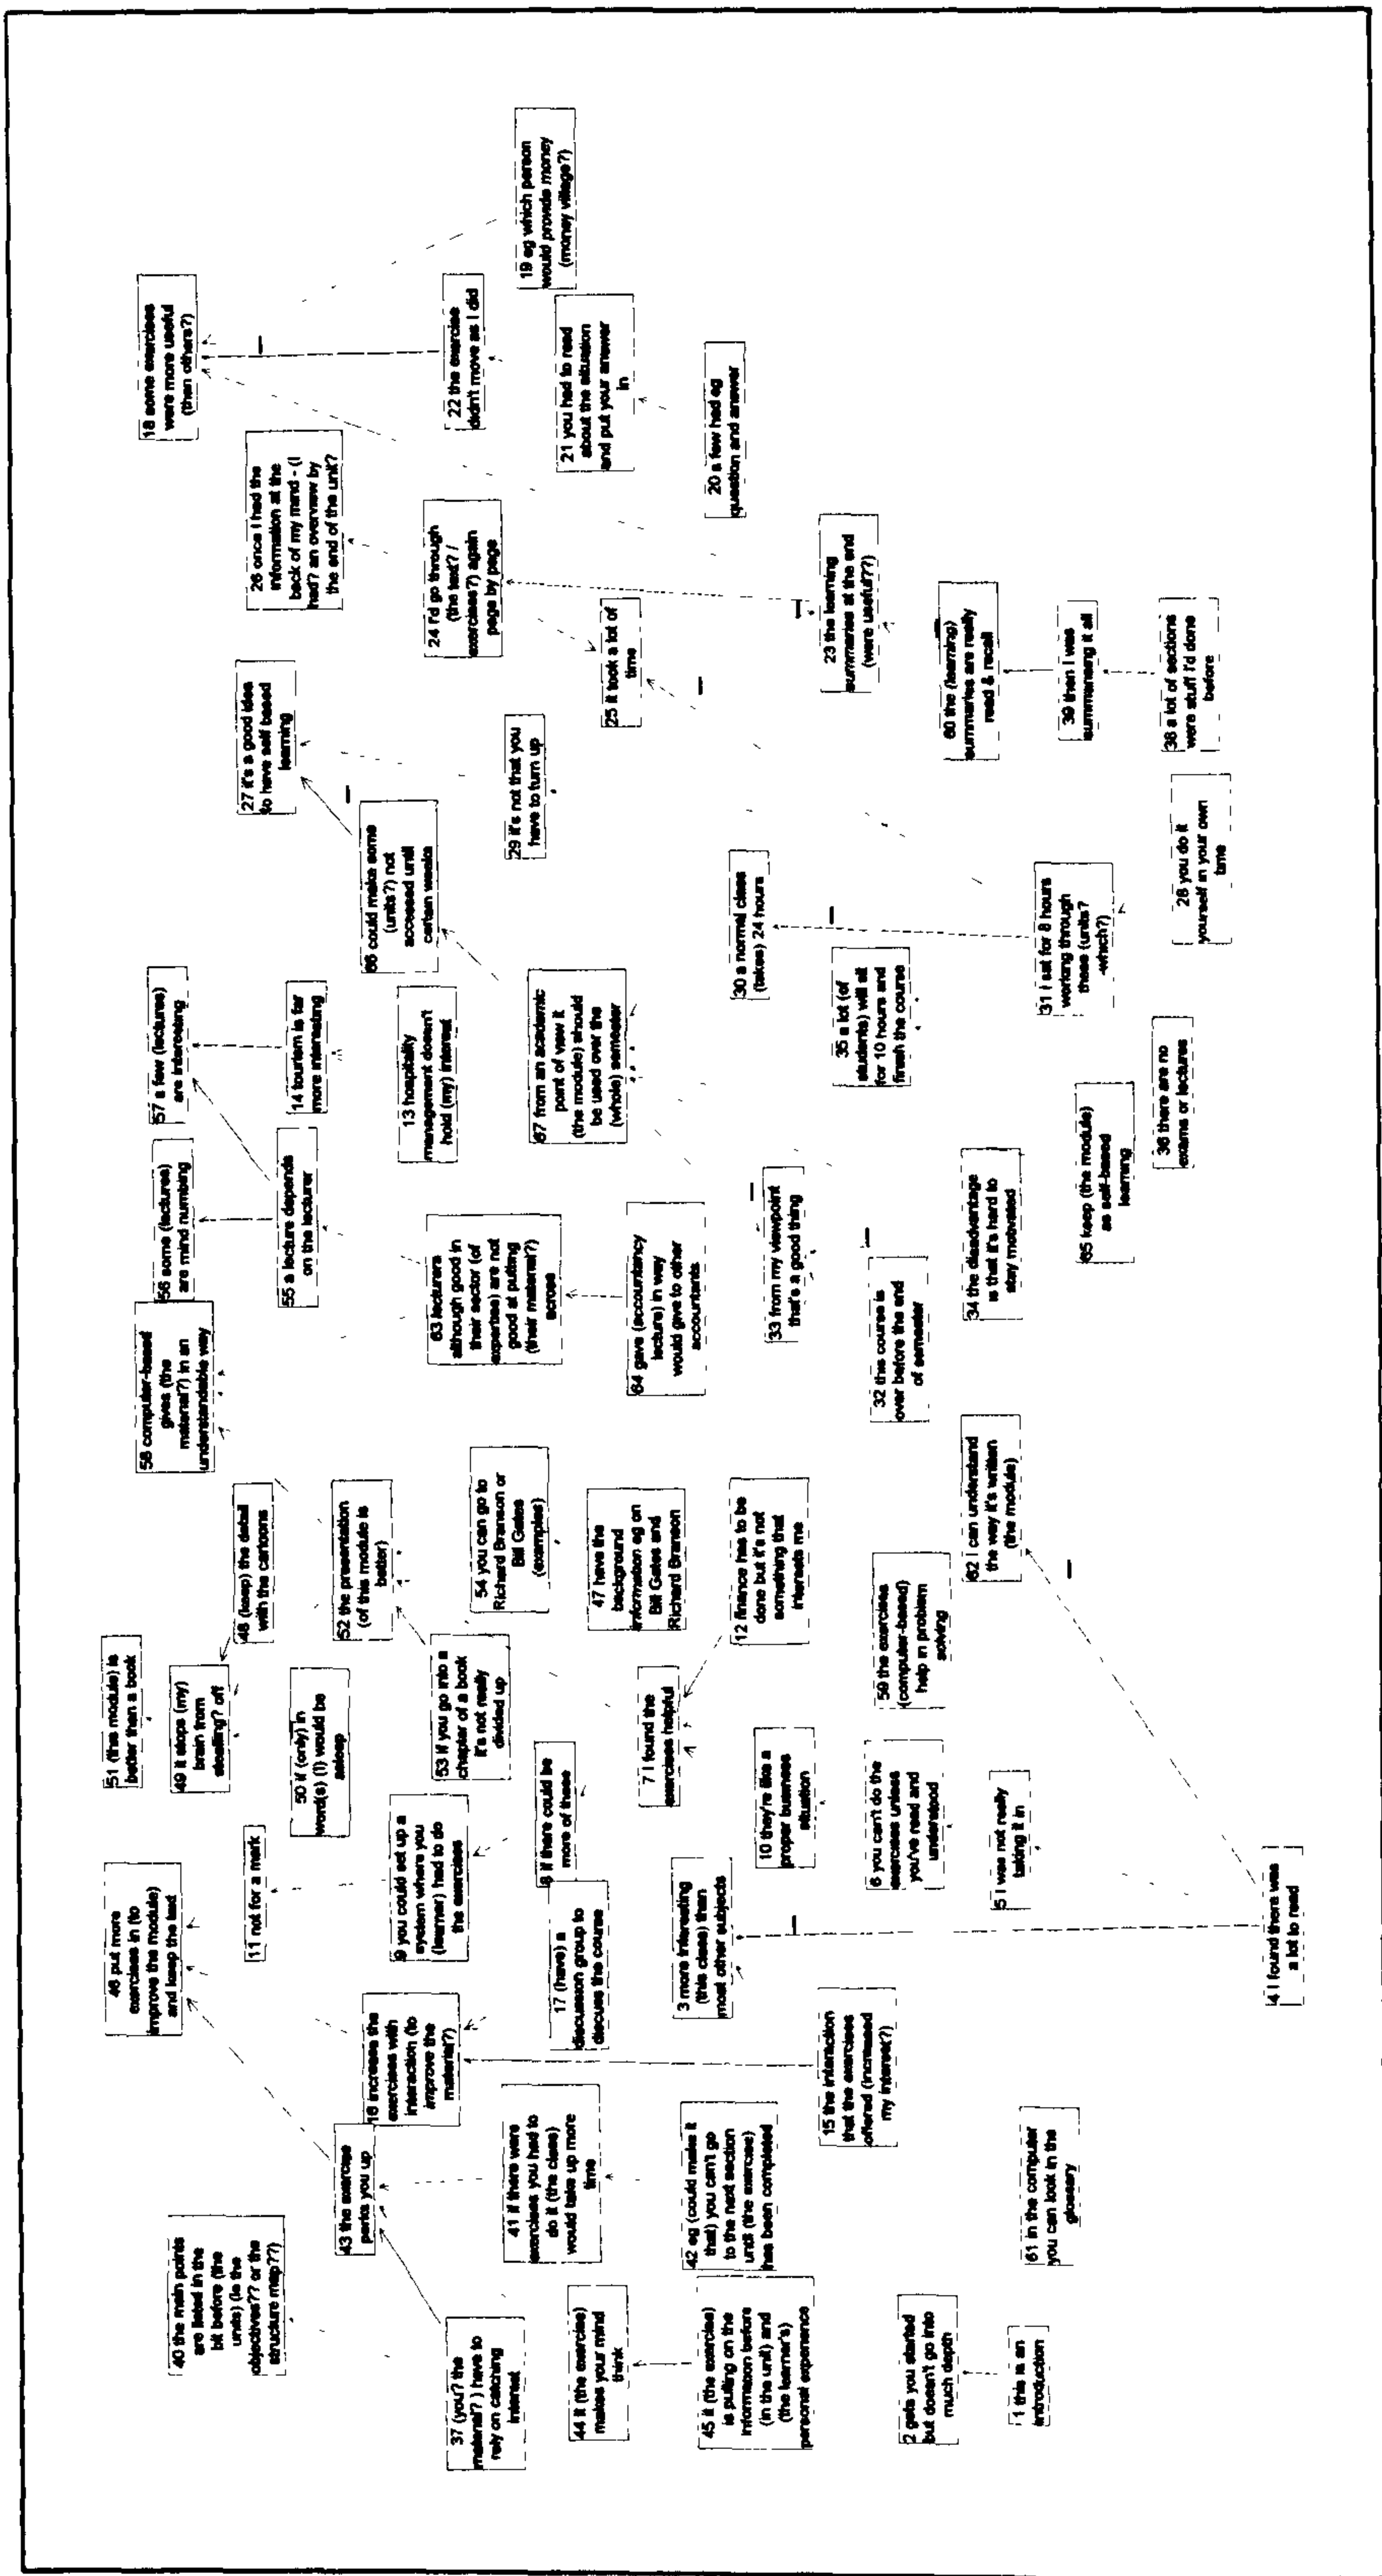 40 the main points
are listed in the
bit before (the
units) (ie the
objectives?? or the
structure map??)
46 put more
exercises in (to
improve the module)
and keep the text
51 (this module) is
better than a book
49 it stops (my)
brain from
off
58 computer-based
gives (the
material?) in an
understandable way
56 some (lectures)
are mind numbing
57 a few (lectures)
are interesting
18 some exercises
were more useful
(then others?)
11 not for a mark
48 (keep) the detail
with the cartoons
27 it's a good idea
to have self based
learning
26 once I had the
information at the
back of my mind - (I
had? an overview by
the end of the unit?
50 if (only) in
word(s) (I) would be
asleep
55 a lecture depends
on the lecturer
14 tourism is far
more interesting
43 the exercise
perks you up
16 increase the
exercises with
interaction (to
improve the
material?)
9 you could set up a
system where you
(learner) had to do
the exercises
52 the presentation
(of this module is
better)
66 could make some
(units?) not
accessed until
certain weeks
13 hospitality
management doesn't
hold (my) interest
37 (you? the
material? ) have to
rely on catching
interest
53 if you go into a
chapter of a book
it's not really
divided up
63 lecturers
although good in
their sector (of
expertise) are not
good at putting
(their material?)
across
24 I'd go through
(the text? /
exercises?) again
page by page
22 the exercise
didn't move as I did
41 if there were
exercises you had to
do it (the class)
would take up more
time
54 you can go to
Richard Branson or
Bill Gates
(examples)
29 it's not that you
have to turn up
19 eg which person
would provide money
(money village?)
44 it (the exercise)
makes your mind
think
17 (have) a
discussion group to
discuss the course
8 if there could be
more of these
67 from an academic
point of view it
(the module) should
be used over the
(whole) semester
21 you had to read
about the situation
and put your answer
in
47 have the
background
information eg on
Bill Gates and
Richard Branson
25 it took a lot of
time
7 I found the
exercises helpful
64 gave (accountancy
lecture) in way
would give to other
accountants
45 it (the exercise)
is pulling on the
information before
(in the unit) and
(the learner's)
personal experience
42 eg (could make it
that) you can't go
to the next section
until (the exercise)
has been completed
3 more interesting
(this class) than
most other subjects
12 finance has to be
done but it's not
something that
interests me
30 a normal class
(takes) 24 hours
20 a few had eg
question and answer
10 they're like a
proper business
situation
33 from my viewpoint
that's a good thing
15 the interaction
that the exercises
offered (increased
my interest?)
6 you can't do the
exercises unless
you've read and
understood
59 the exercises
(computer-based)
help in problem
solving
32 this course is
over before the end
of semester
35 a lot (of
students) will sit
for 10 hours and
finish the course
23 the learning
summaries at the end
(were useful??)
2 gets you started
but doesn't go into
much depth
5 I was not really
taking it in
62 I can understand
the way it's written
(the module)
34 the disadvantage
is that it's hard to
stay motivated
60 the (learning)
summaries are really
read & recall
1 this is an
introduction
61 in the computer
you can look in the
glossary
65 keep (the module)
as self-based
learning
31 I sat for 8 hours
working through
these (units?
-which?)
39 then I was
summarising it all
36 there are no
exams or lectures
28 you do it
yourself in your own
time
38 a lot of sections
were stuff I'd done
before
4 I found there was
a lot to read